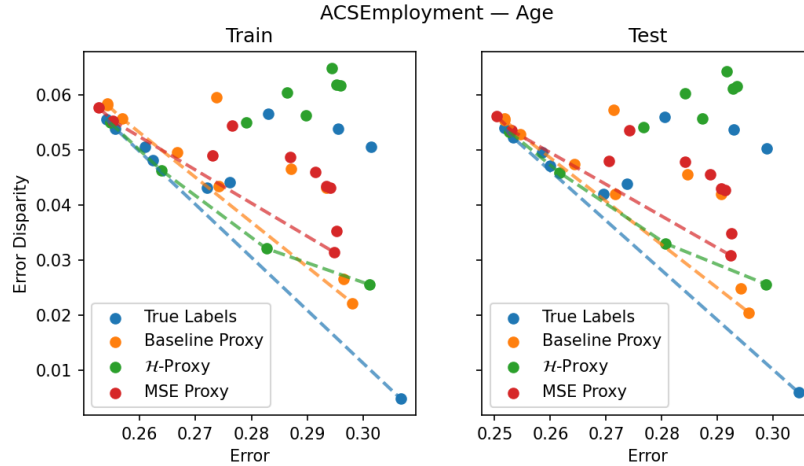 ACSEmployment — Age
Train
Test
Error Disparity
0.06
0.05
0.04
0.03
0.02
0.01
True Labels
Baseline Proxy
ℋ-Proxy
MSE Proxy
True Labels
Baseline Proxy
ℋ-Proxy
MSE Proxy
0.26 0.27 0.28 0.29 0.30
0.25 0.26 0.27 0.28 0.29 0.30
Error
Error